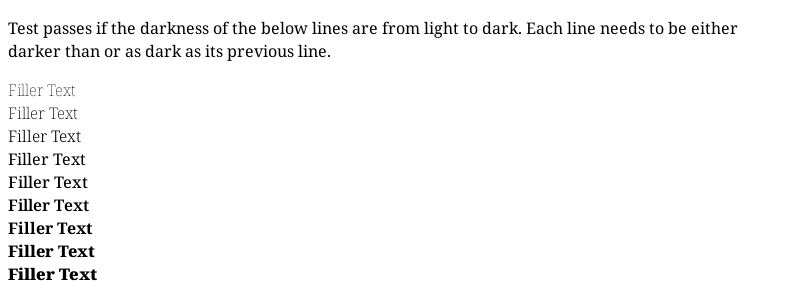 Test passes if the darkness of the below lines are from light to dark. Each line needs to be either
darker than or as dark as its previous line.
Filler Text
Filler Text
Filler Text
Filler Text
Filler Text
Filler Text
Filler Text
Filler Text
Filler Text